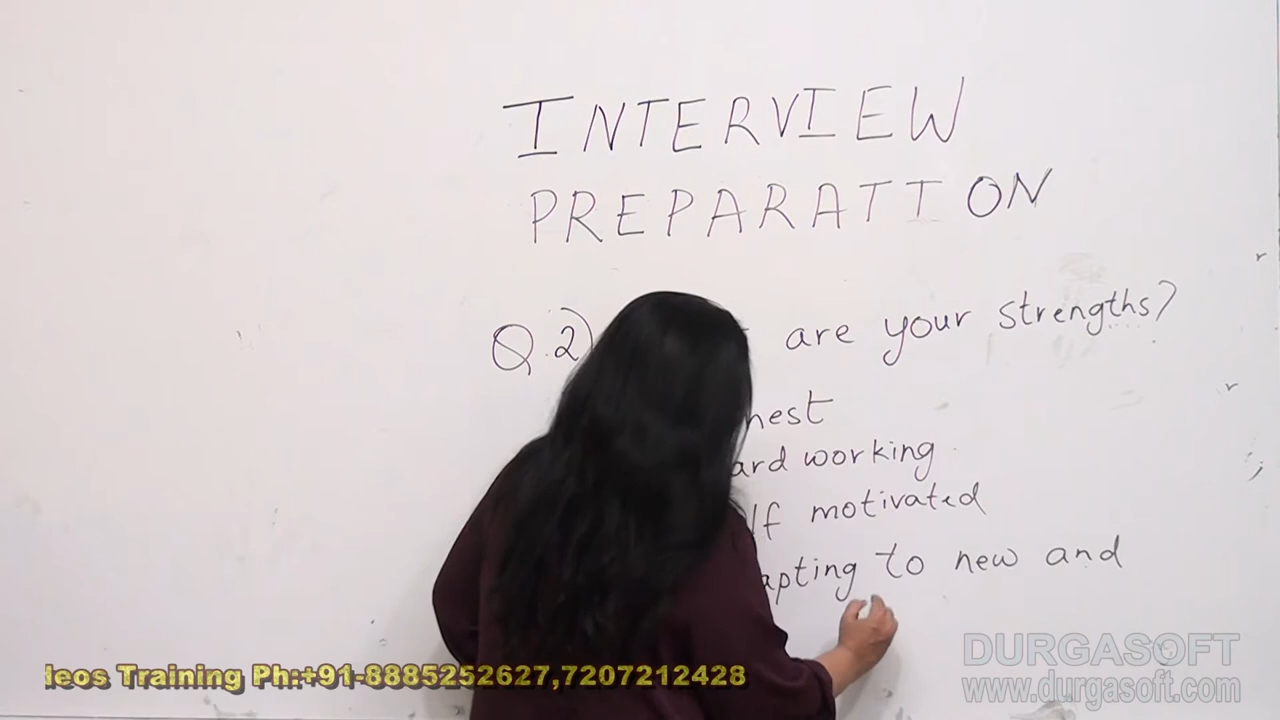 INTERVIEW
PREPARATION
Q.2) are your strengths?
nest
ard working
lf motivated
apting to new and
DURGASOFT
www.durgasoft.com
leos Training Ph:+91-8885252627,7207212428